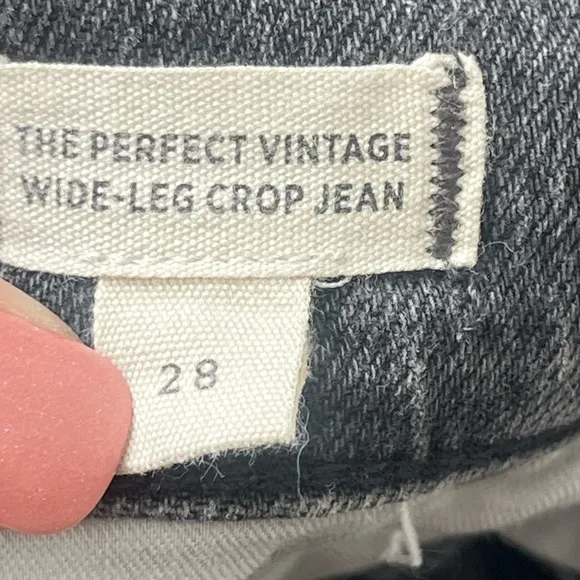 THE PERFECT VINTAGE
WIDE-LEG CROP JEAN
28